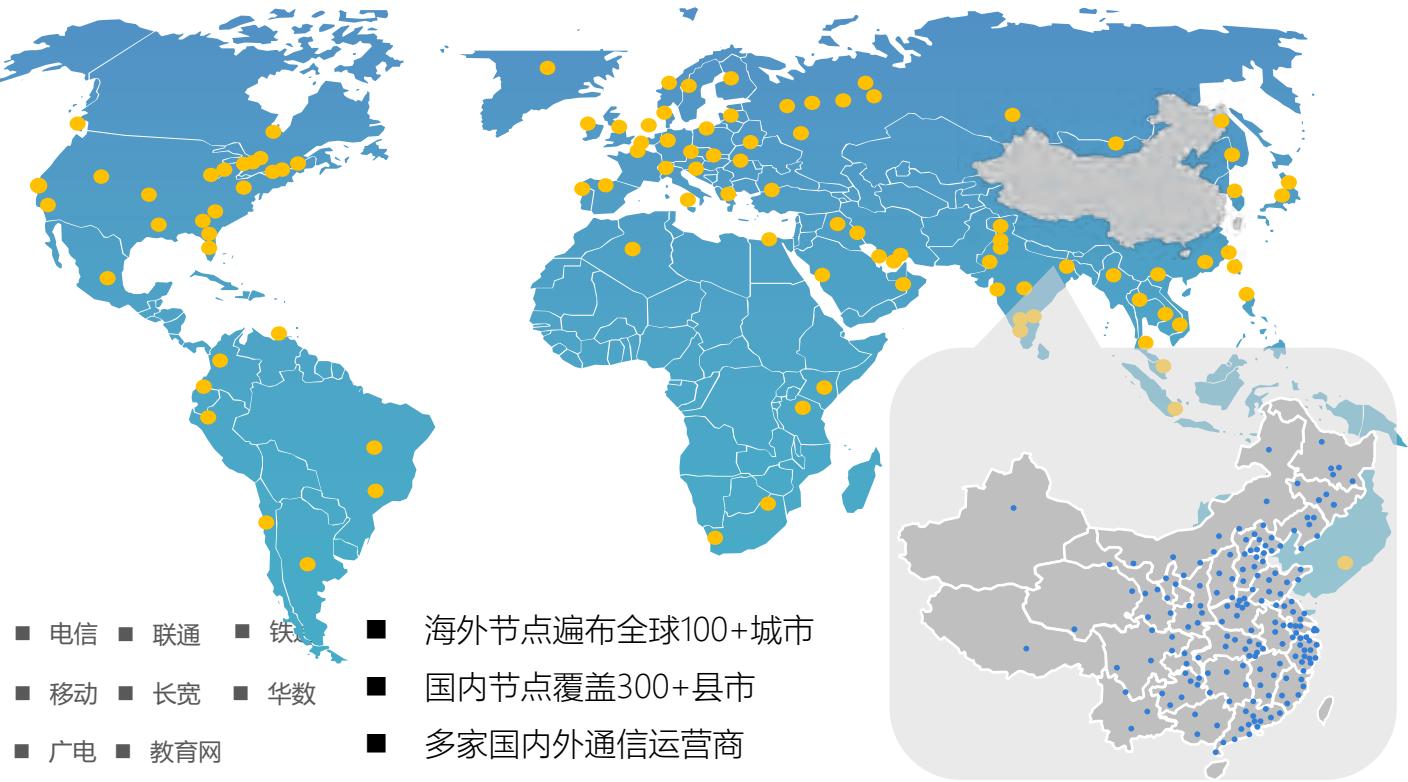 ■ 电信 ■ 联通 ■ 铁
■ 移动 ■ 长宽 ■ 华数
■ 广电 ■ 教育网
■ 海外节点遍布全球100+城市
■ 国内节点覆盖300+县市
■ 多家国内外通信运营商